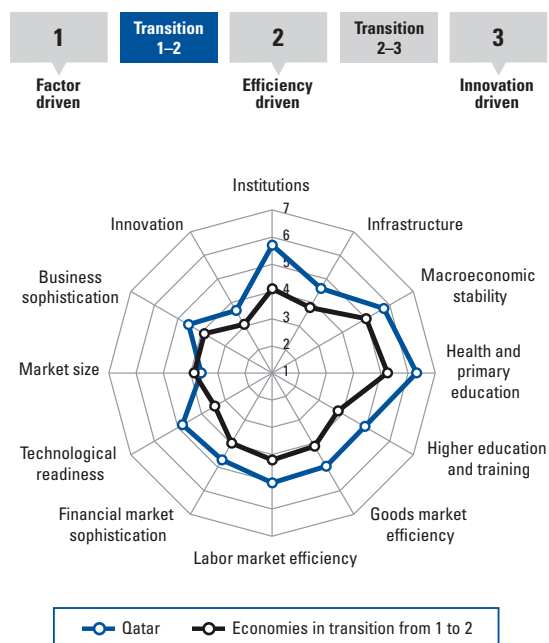 1
Transition
1–2
2
Transition
2–3
3
Factor
driven
Efficiency
driven
Innovation
driven
Institutions
7
Innovation
Infrastructure
6
5
Business
sophistication
Macroeconomic
stability
4
3
2
Market size
1
Health and
primary
education
Technological
readiness
Higher education
and training
Financial market
sophistication
Goods market
efficiency
Labor market efficiency
Qatar
Economies in transition from 1 to 2